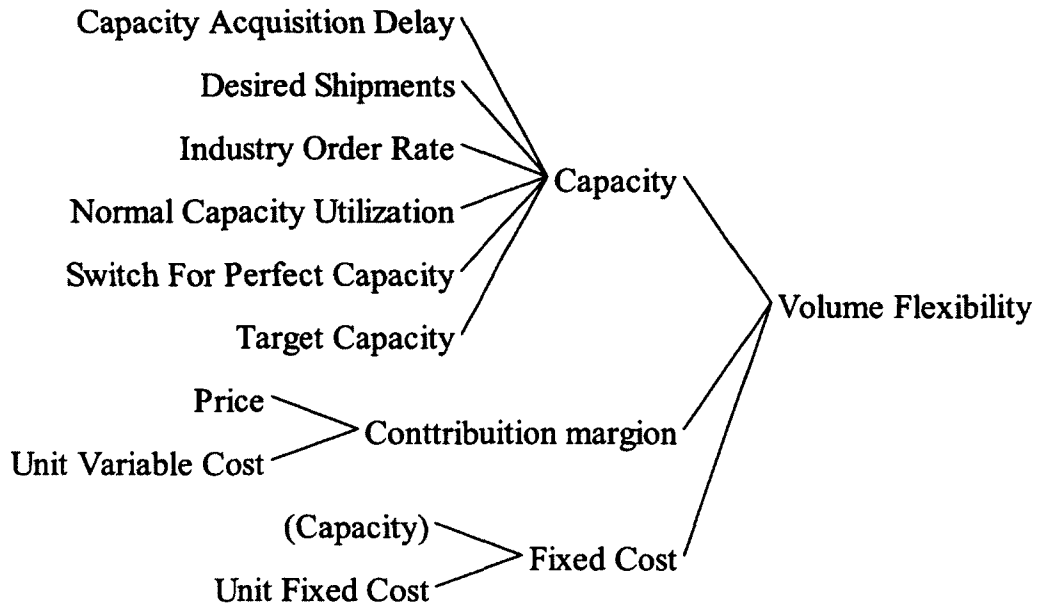 Capacity Acquisition Delay
Desired Shipments
Industry Order Rate
Capacity
Normal Capacity Utilization
Switch For Perfect Capacity
Volume Flexibility
Target Capacity
Price
Conttribuition margion
Unit Variable Cost
(Capacity)
Fixed Cost
Unit Fixed Cost